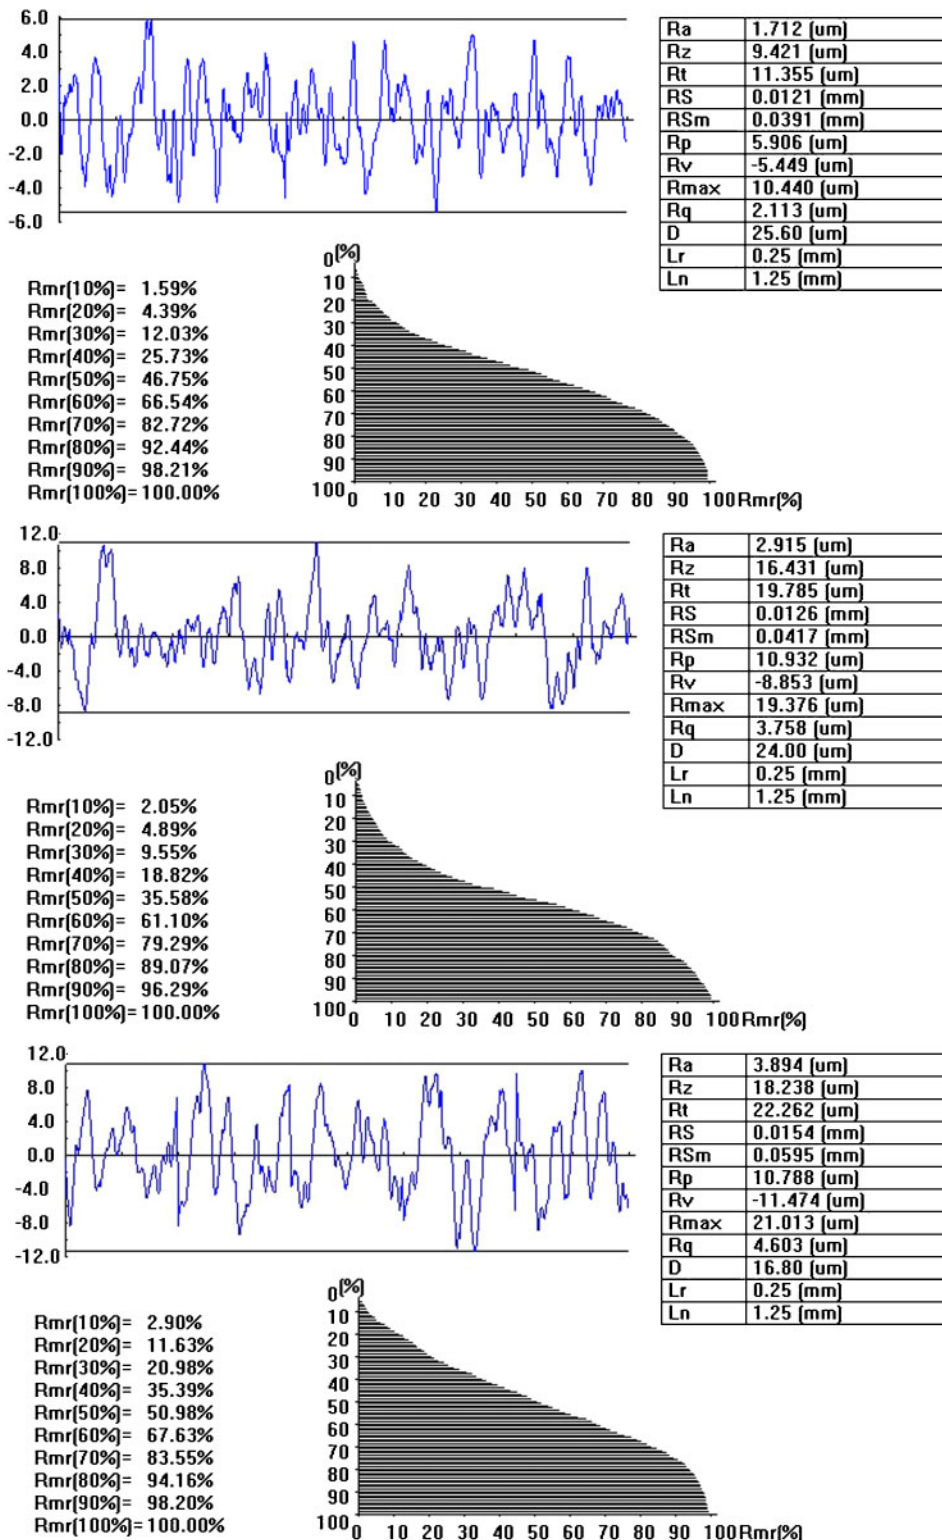 6.0
4.0
2.0
0.0
-2.0
-4.0
-6.0
Ra 1.712 (um)
Rz 9.421 (um)
Rt 11.355 (um)
RS 0.0121 (mm)
RSm 0.0391 (mm)
Rp 5.906 (um)
Rv -5.449 (um)
Rmax 10.440 (um)
Rq 2.113 (um)
D 25.60 (um)
Lr 0.25 (mm)
Ln 1.25 (mm)
Rmr(10%)= 1.59%
Rmr(20%)= 4.39%
Rmr(30%)= 12.03%
Rmr(40%)= 25.73%
Rmr(50%)= 46.75%
Rmr(60%)= 66.54%
Rmr(70%)= 82.72%
Rmr(80%)= 92.44%
Rmr(90%)= 98.21%
Rmr(100%)= 100.00%
0(%)
10
20
30
40
50
60
70
80
90
100
0 10 20 30 40 50 60 70 80 90 100 Rmr(%)
12.0
8.0
4.0
0.0
-4.0
-8.0
-12.0
Ra 2.915 (um)
Rz 16.431 (um)
Rt 19.785 (um)
RS 0.0126 (mm)
RSm 0.0417 (mm)
Rp 10.932 (um)
Rv -8.853 (um)
Rmax 19.376 (um)
Rq 3.758 (um)
D 24.00 (um)
Lr 0.25 (mm)
Ln 1.25 (mm)
Rmr(10%)= 2.05%
Rmr(20%)= 4.89%
Rmr(30%)= 9.55%
Rmr(40%)= 18.82%
Rmr(50%)= 35.58%
Rmr(60%)= 61.10%
Rmr(70%)= 79.29%
Rmr(80%)= 89.07%
Rmr(90%)= 96.29%
Rmr(100%)= 100.00%
0(%)
10
20
30
40
50
60
70
80
90
100
0 10 20 30 40 50 60 70 80 90 100 Rmr(%)
12.0
8.0
4.0
0.0
-4.0
-8.0
-12.0
Ra 3.894 (um)
Rz 18.238 (um)
Rt 22.262 (um)
RS 0.0154 (mm)
RSm 0.0595 (mm)
Rp 10.788 (um)
Rv -11.474 (um)
Rmax 21.013 (um)
Rq 4.603 (um)
D 16.80 (um)
Lr 0.25 (mm)
Ln 1.25 (mm)
Rmr(10%)= 2.90%
Rmr(20%)= 11.63%
Rmr(30%)= 20.98%
Rmr(40%)= 35.39%
Rmr(50%)= 50.98%
Rmr(60%)= 67.63%
Rmr(70%)= 83.55%
Rmr(80%)= 94.16%
Rmr(90%)= 98.20%
Rmr(100%)= 100.00%
0(%)
10
20
30
40
50
60
70
80
90
100
0 10 20 30 40 50 60 70 80 90 100 Rmr(%)